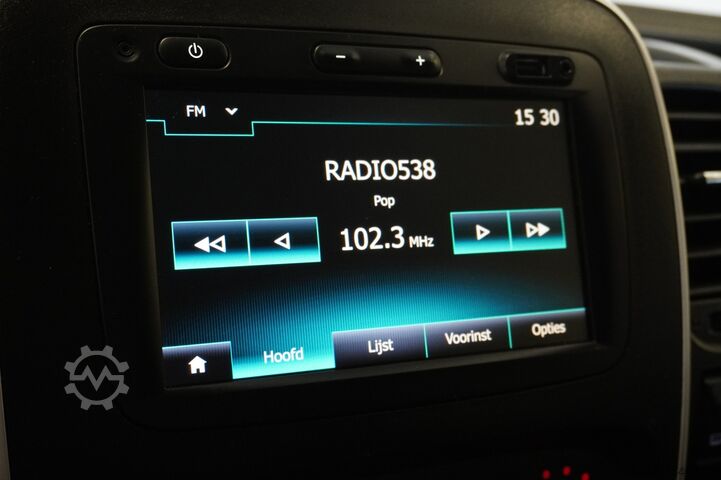 FM
15 30
RADIO538
Pop
102.3 MHz
Hoofd
Lijst
Voorinst
Opties